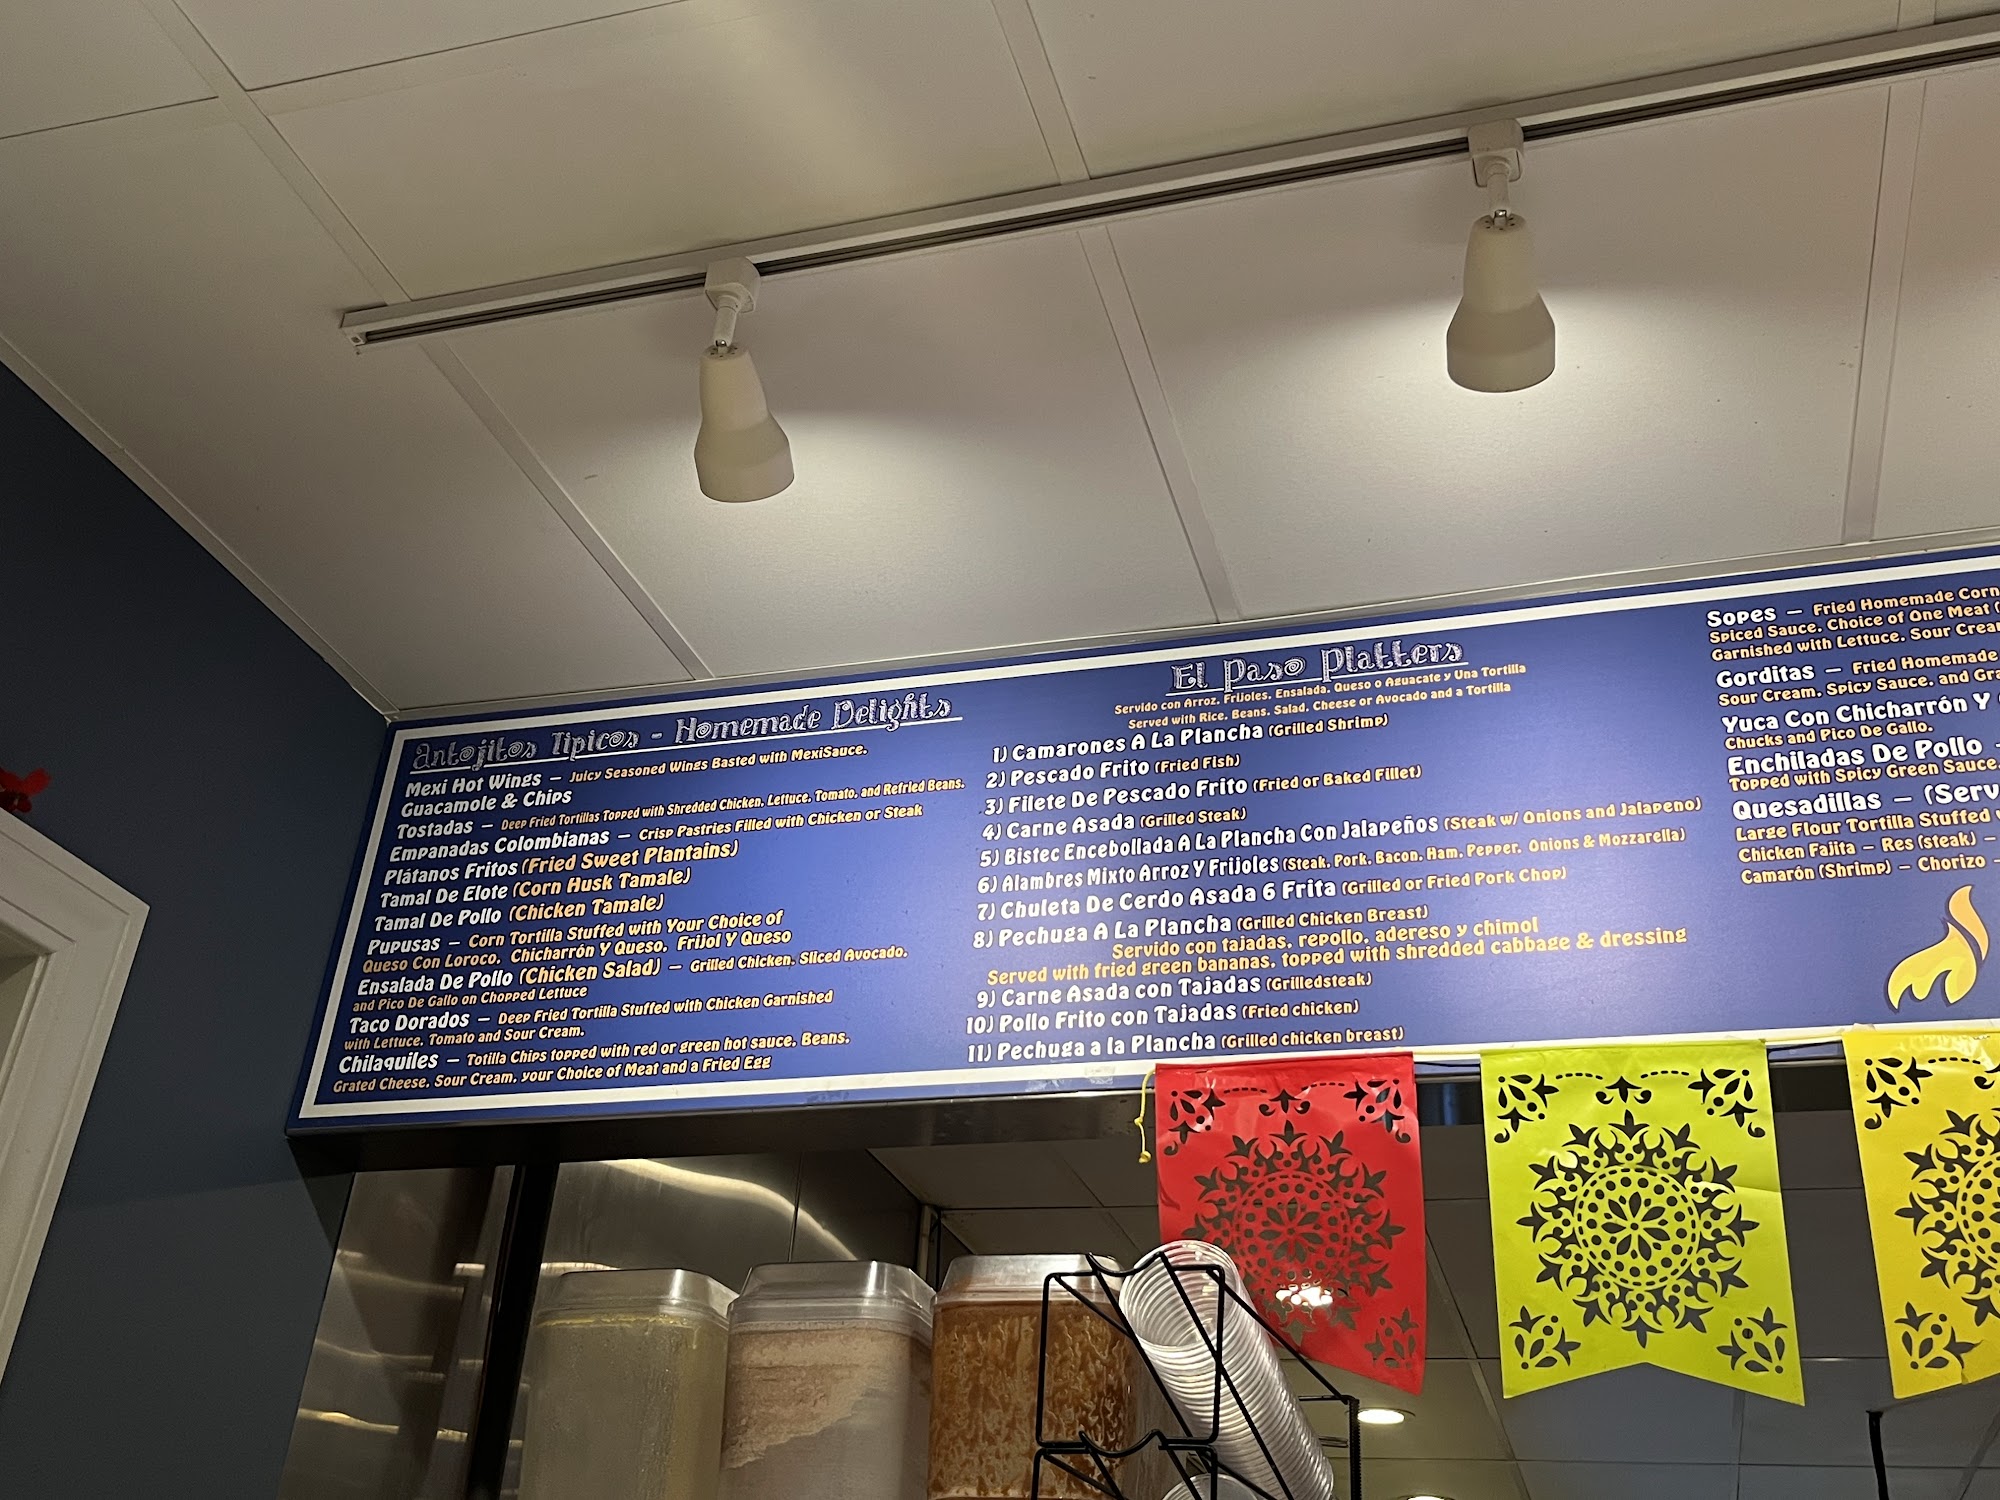 Antojitos Tipicos - Homemade Delights
Mexi Hot Wings – Juicy Seasoned Wings Basted with MexiSauce.
Guacamole & Chips
Tostadas – Deep Fried Tortillas Topped with Shredded Chicken, Lettuce, Tomato, and Refried Beans.
Empanadas Colombianas – Crisp Pastries Filled with Chicken or Steak
Plátanos Fritos (Fried Sweet Plantains)
Tamal De Elote (Corn Husk Tamale)
Tamal De Pollo (Chicken Tamale)
Pupusas – Corn Tortilla Stuffed with Your Choice of
Queso Con Loroco, Chicharrón Y Queso, Frijol Y Queso
Ensalada De Pollo (Chicken Salad) – Grilled Chicken, Sliced Avocado,
and Pico De Gallo on Chopped Lettuce
Taco Dorados – Deep Fried Tortilla Stuffed with Chicken Garnished
with Lettuce, Tomato and Sour Cream.
Chilaquiles – Totilla Chips topped with red or green hot sauce, Beans,
Grated Cheese, Sour Cream, your Choice of Meat and a Fried Egg
El Paso Platters
Servido con Arroz, Frijoles, Ensalada, Queso o Aguacate y Una Tortilla
Served with Rice, Beans, Salad, Cheese or Avocado and a Tortilla
1) Camarones A La Plancha (Grilled Shrimp)
2) Pescado Frito (Fried Fish)
3) Filete De Pescado Frito (Fried or Baked Fillet)
4) Carne Asada (Grilled Steak)
5) Bistec Encebollada A La Plancha Con Jalapeños (Steak w/ Onions and Jalapeno)
6) Alambres Mixto Arroz Y Frijoles (Steak, Pork, Bacon, Ham, Pepper, Onions & Mozzarella)
7) Chuleta De Cerdo Asada 6 Frita (Grilled or Fried Pork Chop)
8) Pechuga A La Plancha (Grilled Chicken Breast)
Servido con tajadas, repollo, adereso y chimol
Served with fried green bananas, topped with shredded cabbage & dressing
9) Carne Asada con Tajadas (Grilledsteak)
10) Pollo Frito con Tajadas (Fried chicken)
11) Pechuga a la Plancha (Grilled chicken breast)
Sopes – Fried Homemade Corn
Spiced Sauce, Choice of One Meat
Garnished with Lettuce, Sour
Gorditas – Fried Homemade
Sour Cream, Spicy Sauce, and
Yuca Con Chicharrón Y
Chucks and Pico De Gallo.
Enchiladas De Pollo –
Topped with Spicy Green Sauce,
Quesadillas –
Large Flour Tortilla Stuffed
Chicken Fajita – Res (steak) –
Camarón (Shrimp) – Chorizo –